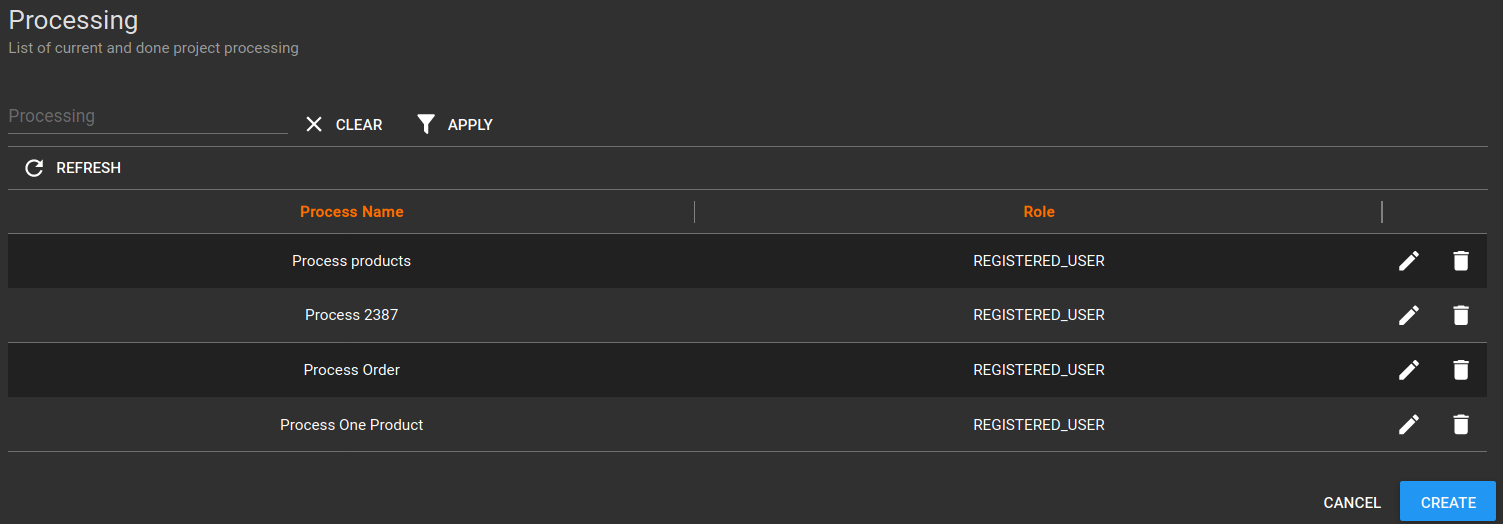 Processing
List of current and done project processing
Processing
CLEAR
APPLY
REFRESH
Process Name
Role
Process products
REGISTERED_USER
Process 2387
REGISTERED_USER
Process Order
REGISTERED_USER
Process One Product
REGISTERED_USER
CANCEL
CREATE